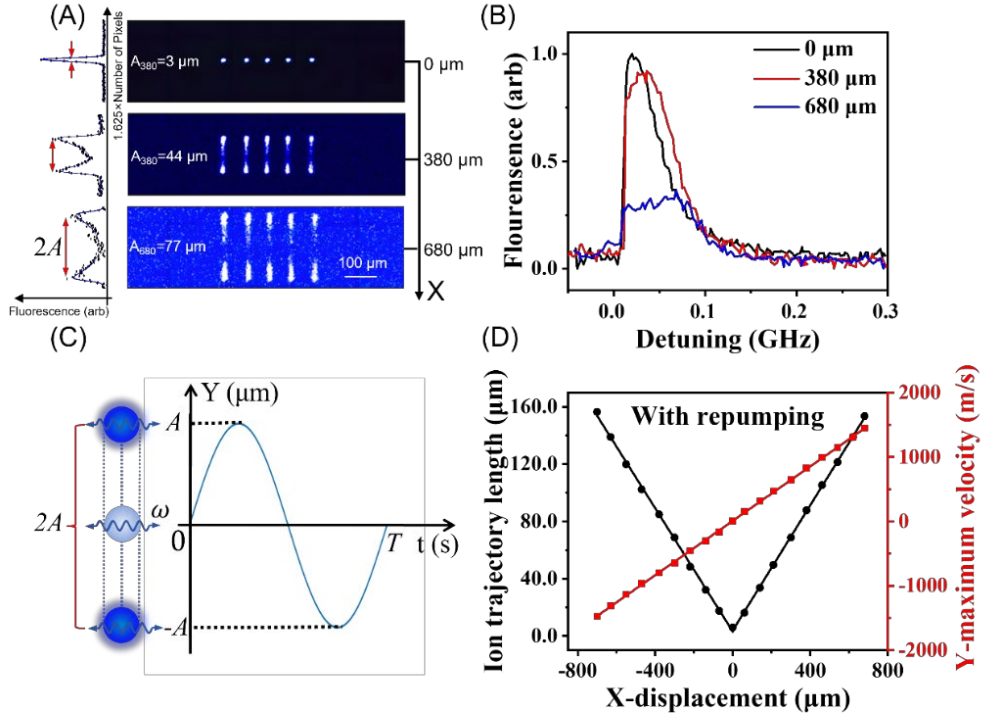 (A)
1.625×Number of Pixels
A380=3 μm
0 μm
A380=44 μm
380 μm
2A
A680=77 μm
680 μm
100 μm
X
Fluorescence (arb)
(B)
Flourensence (arb)
1.0
0.5
0.0
0 μm
380 μm
680 μm
0.0
0.1
0.2
0.3
Detuning (GHz)
(C)
Y (μm)
A
2A
ω
0
T
t (s)
-A
(D)
With repumping
Ion trajectory length (μm)
160.0
120.0
80.0
40.0
0.0
-800
-400
0
400
800
X-displacement (μm)
2000
1000
0
-1000
-2000
Y-maximum velocity (m/s)